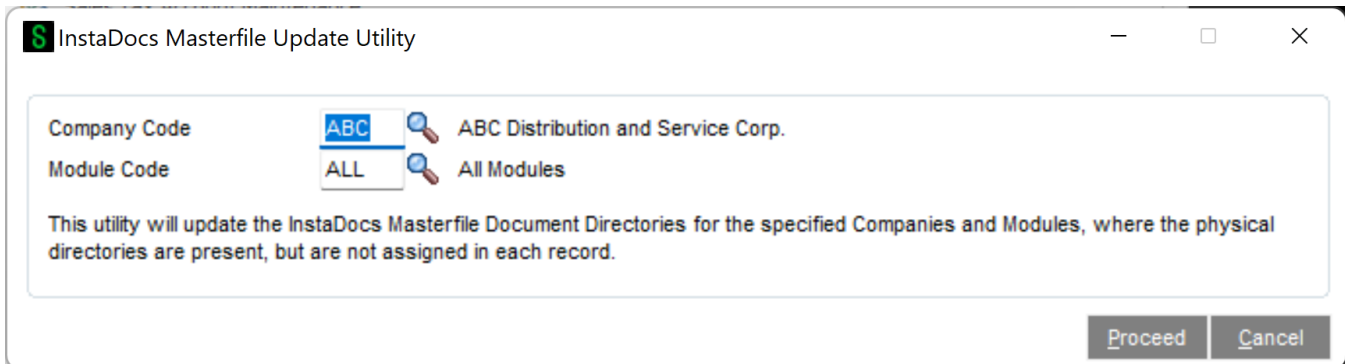 InstaDocs Masterfile Update Utility
Company Code ABC ABC Distribution and Service Corp.
Module Code ALL All Modules
This utility will update the InstaDocs Masterfile Document Directories for the specified Companies and Modules, where the physical
directories are present, but are not assigned in each record.
Proceed Cancel